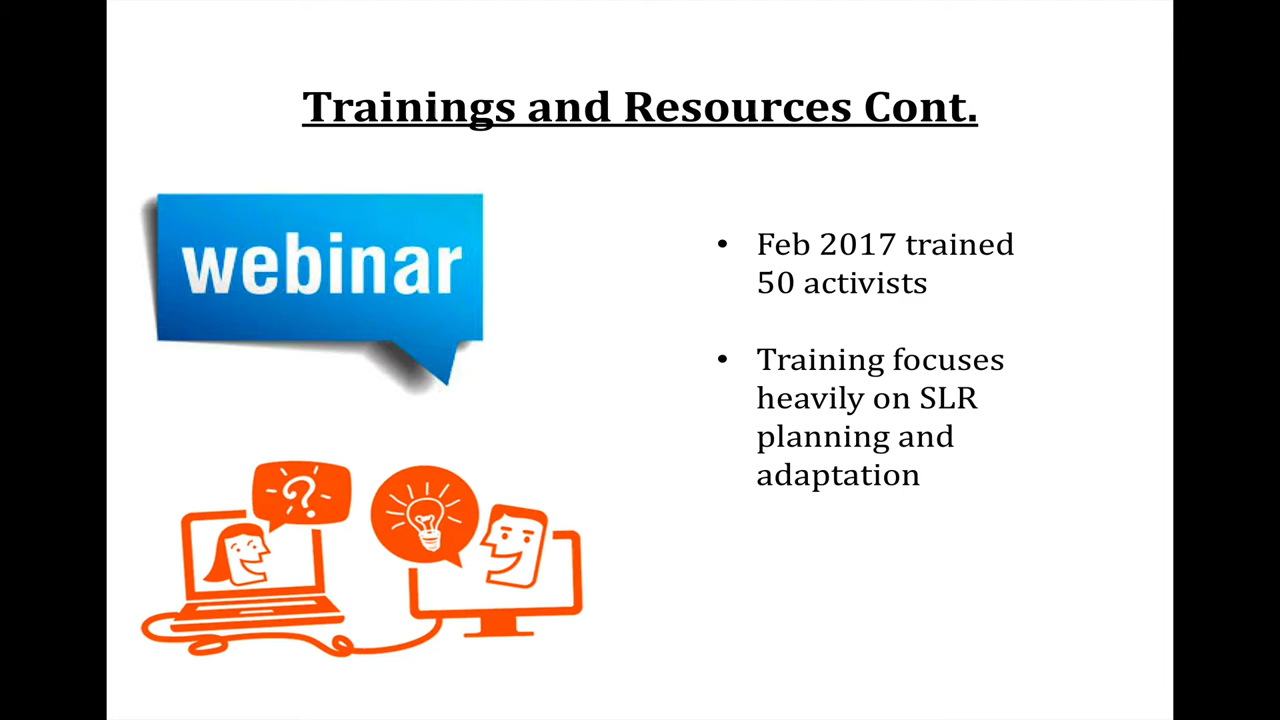 Trainings and Resources Cont.
webinar
• Feb 2017 trained
50 activists
• Training focuses
heavily on SLR
planning and
adaptation
?